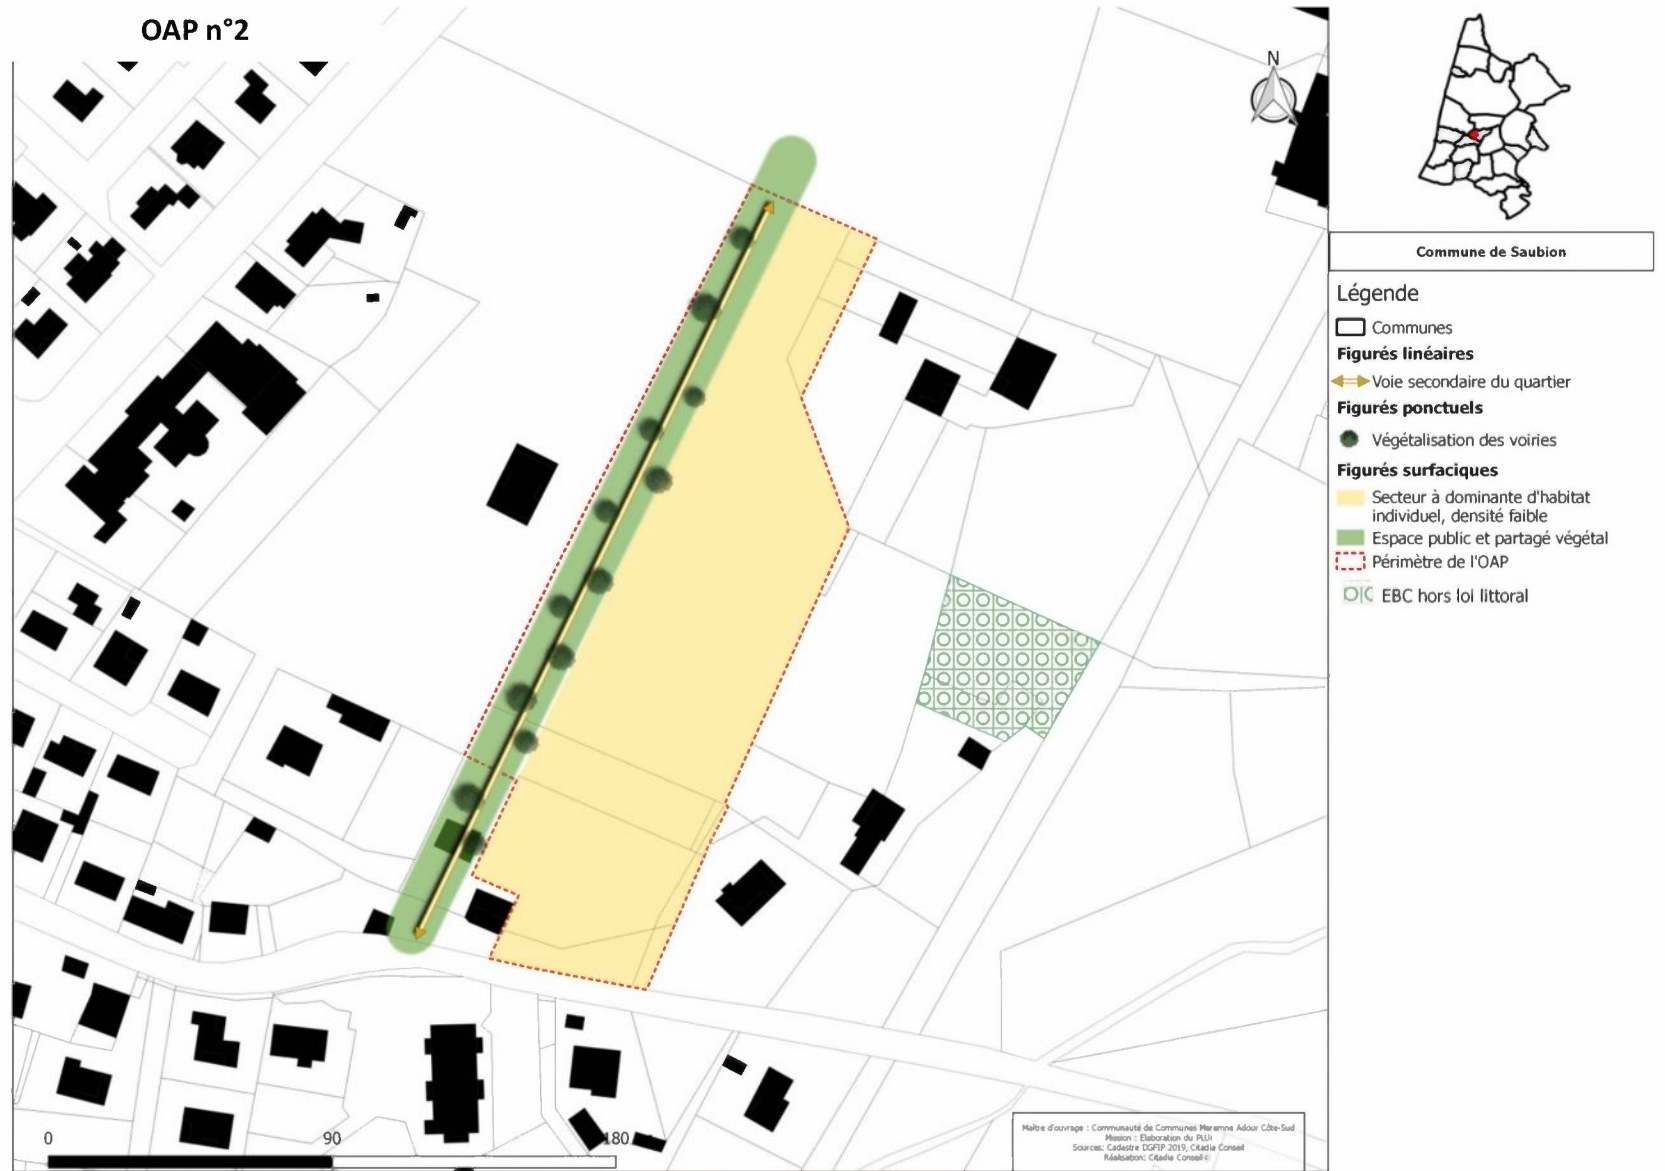 OAP n°2
N
Commune de Saubion
Légende
Communes
Figurés linéaires
Voie secondaire du quartier
Figurés ponctuels
Végétalisation des voiries
Figurés surfaciques
Secteur à dominante d'habitat
individuel, densité faible
Espace public et partagé végétal
Périmètre de l'OAP
EBC hors loi littoral
0 90 180
Maître d'ouvrage : Communauté de Communes Maremne Adour Côte-Sud
Mission : Elaboration du PLUi
Sources: Cadastre DGFIP 2019, Citadia Conseil
Réalisation: Citadia Conseil©